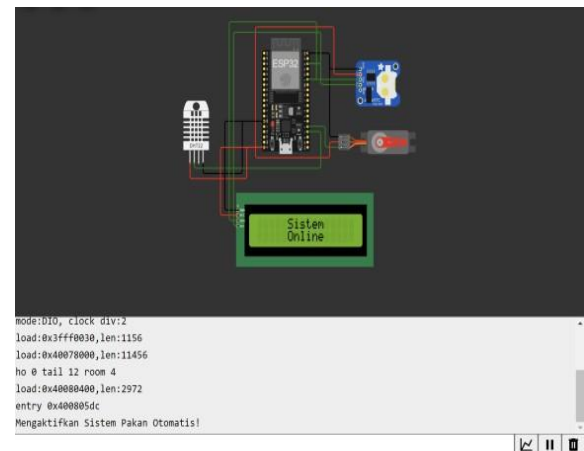 ESP32
DHT22
Sistem
Online
mode:DIO, clock div:2
load:0x3fff0030,len:1156
load:0x40078000,len:11456
ho 0 tail 12 room 4
load:0x40080400,len:2972
entry 0x400805dc
Mengaktifkan Sistem Pakan Otomatis!